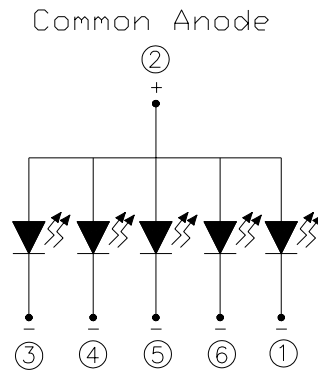 Common Anode
②
+
− − − − −
③ ④ ⑤ ⑥ ①